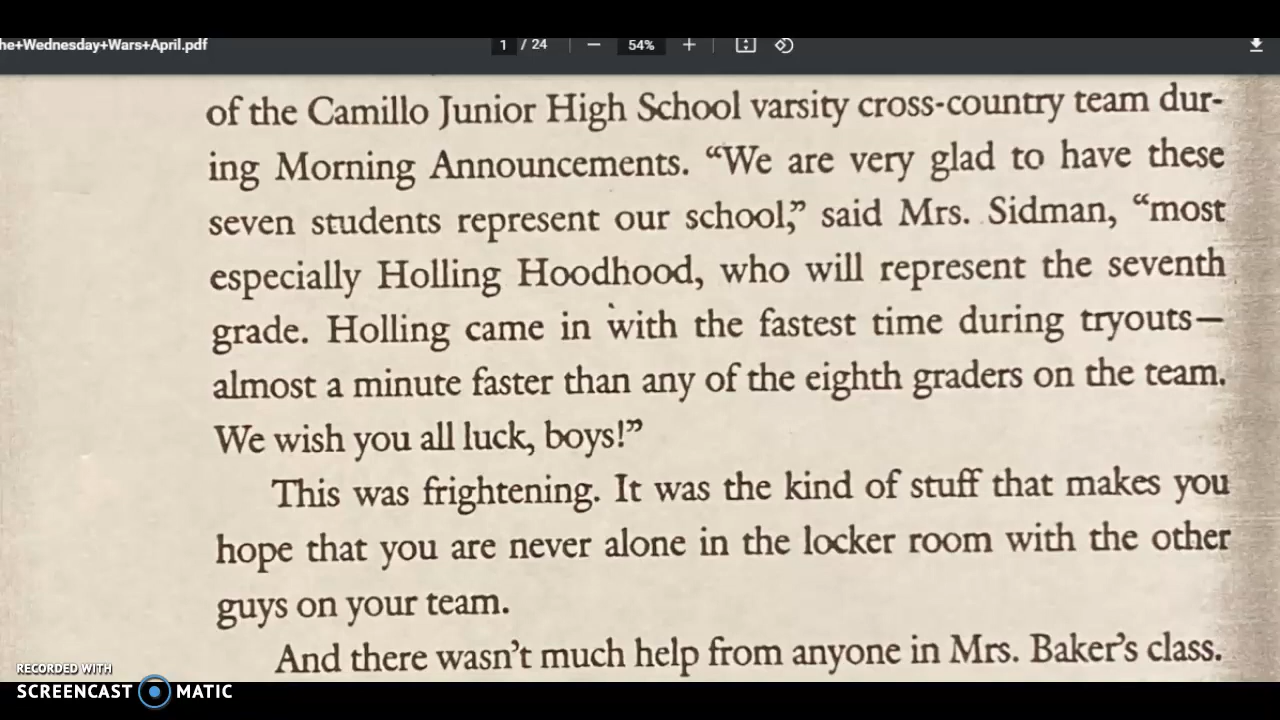 he+Wednesday+Wars+April.pdf
1 / 24
54%
of the Camillo Junior High School varsity cross-country team dur-
ing Morning Announcements. “We are very glad to have these
seven students represent our school,” said Mrs. Sidman, “most
especially Holling Hoodhood, who will represent the seventh
grade. Holling came in with the fastest time during tryouts—
almost a minute faster than any of the eighth graders on the team.
We wish you all luck, boys!”
This was frightening. It was the kind of stuff that makes you
hope that you are never alone in the locker room with the other
guys on your team.
And there wasn’t much help from anyone in Mrs. Baker’s class.
RECORDED WITH
SCREENCAST MATIC